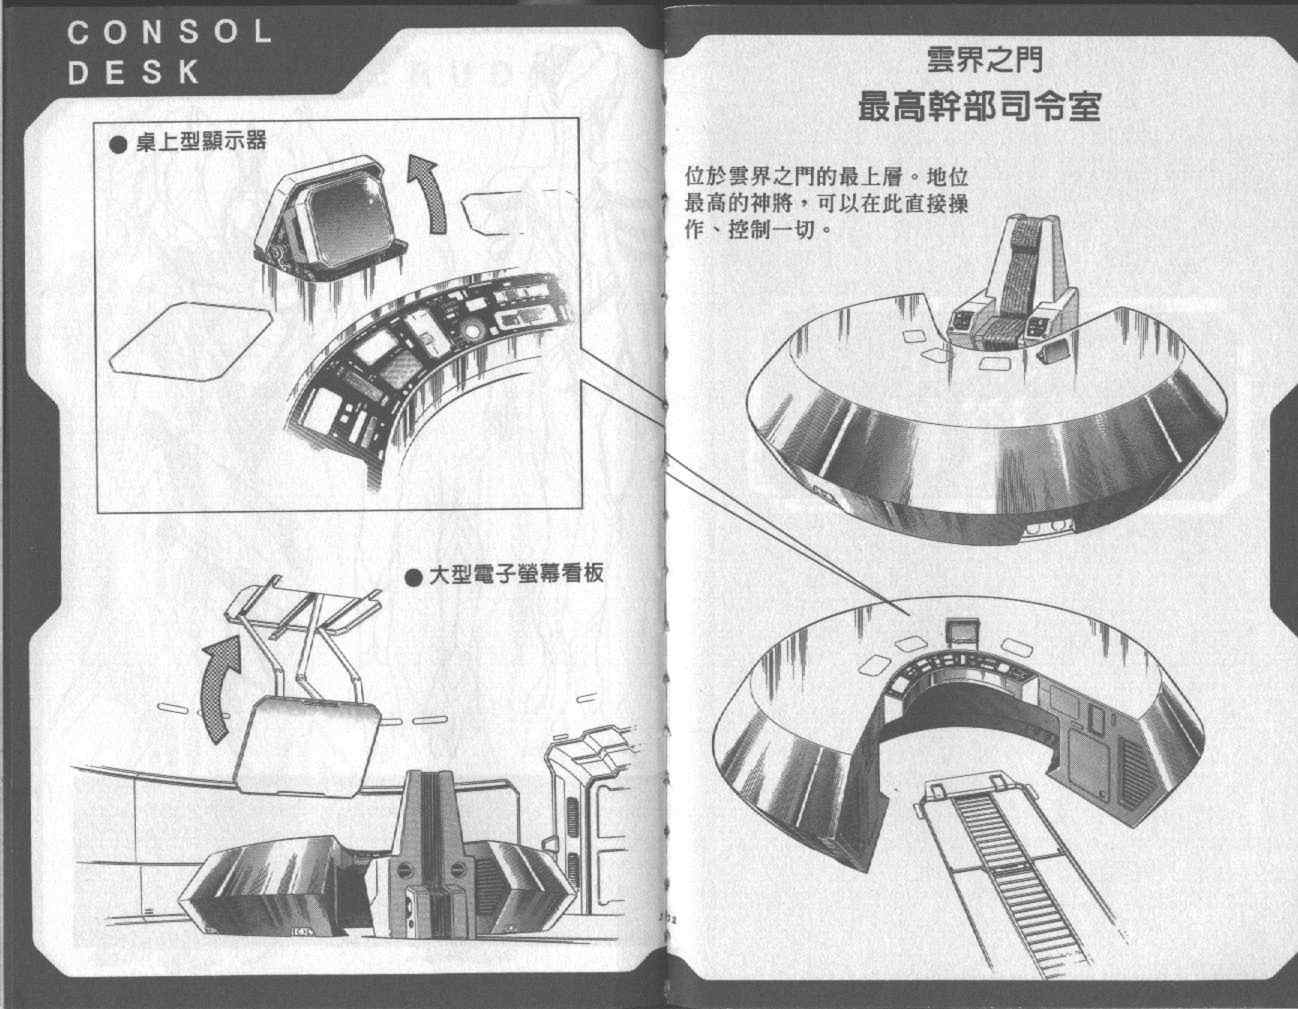 CONSOL
DESK
● 桌上型顯示器
● 大型電子螢幕看板
雲界之門
最高幹部司令室
位於雲界之門的最上層。地位
最高的神將，可以在此直接操
作、控制一切。